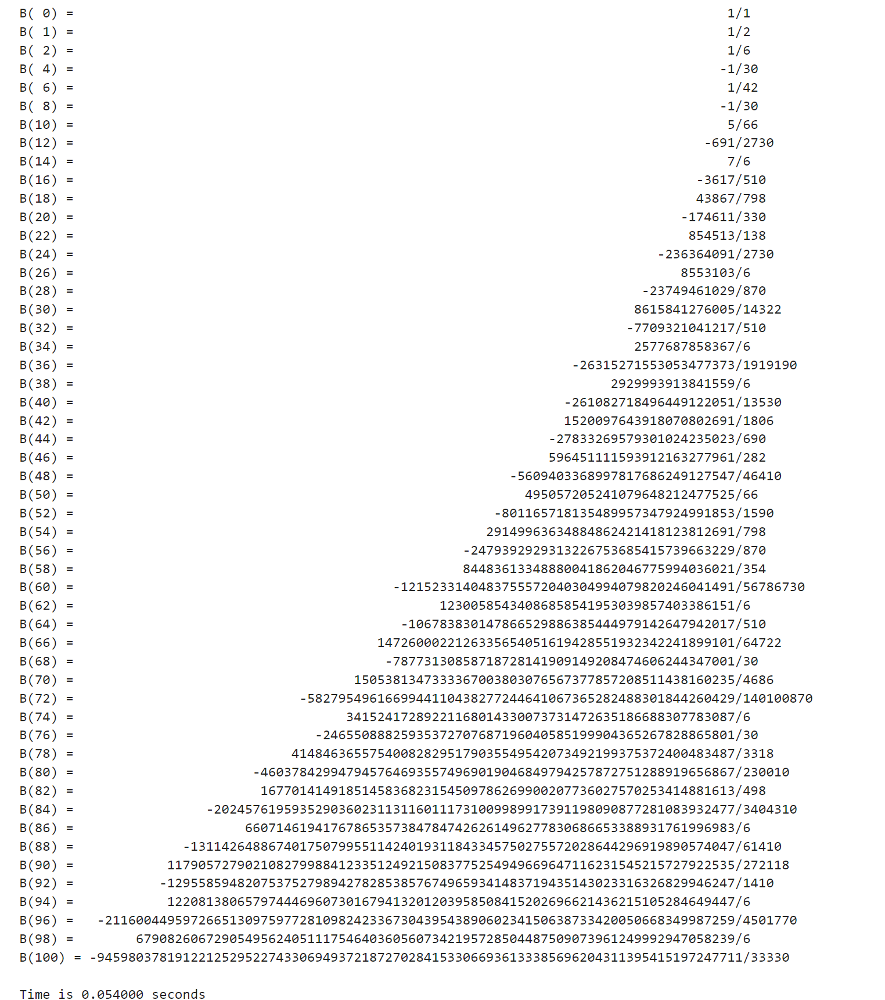 B( 0) = 1/1
B( 1) = 1/2
B( 2) = 1/6
B( 4) = -1/30
B( 6) = 1/42
B( 8) = -1/30
B(10) = 5/66
B(12) = -691/2730
B(14) = 7/6
B(16) = -3617/510
B(18) = 43867/798
B(20) = -174611/330
B(22) = 854513/138
B(24) = -236364091/2730
B(26) = 8553103/6
B(28) = -23749461029/870
B(30) = 8615841276005/14322
B(32) = -7709321041217/510
B(34) = 2577687858367/6
B(36) = -26315271553053477373/1919190
B(38) = 2929993913841559/6
B(40) = -261082718496449122051/13530
B(42) = 1520097643918070802691/1806
B(44) = -27833269579301024235023/690
B(46) = 596451111593912163277961/282
B(48) = -5609403368997817686249127547/46410
B(50) = 495057205241079648212477525/66
B(52) = -801165718135489957347924991853/1590
B(54) = 29149963634884862421418123812691/798
B(56) = -2479392929313226753685415739663229/870
B(58) = 84483613348880041862046775994036021/354
B(60) = -1215233140483755572040304994079820246041491/56786730
B(62) = 12300585434086858541953039857403386151/6
B(64) = -106783830147866529886385444979142647942017/510
B(66) = 1472600022126335654051619428551932342241899101/64722
B(68) = -78773130858718728141909149208474606244347001/30
B(70) = 1505381347333367003803076567377857208511438160235/4686
B(72) = -5827954961669944110438277244641067365282488301844260429/140100870
B(74) = 34152417289221168014330073731472635186688307783087/6
B(76) = -24655088825935372707687196040585199904365267828865801/30
B(78) = 414846365575400828295179035549542073492199375372400483487/3318
B(80) = -4603784299479457646935574969019046849794257872751288919656867/230010
B(82) = 1677014149185145836823154509786269900207736027570253414881613/498
B(84) = -2024576195935290360231131160111731009989917391198090877281083932477/3404310
B(86) = 660714619417678653573847847426261496277830686653388931761996983/6
B(88) = -1311426488674017507995511424019311843345750275572028644296919890574047/61410
B(90) = 1179057279021082799884123351249215083775254949669647116231545215727922535/272118
B(92) = -1295585948207537527989427828538576749659341483719435143023316326829946247/1410
B(94) = 1220813806579744469607301679413201203958508415202696621436215105284649447/6
B(96) = -211600449597266513097597728109824233673043954389060234150638733420050668349987259/4501770
B(98) = 67908260672905495624051117546403605607342195728504487509073961249992947058239/6
B(100) = -94598037819122125295227433069493721872702841533066936133385696204311395415197247711/33330
Time is 0.054000 seconds